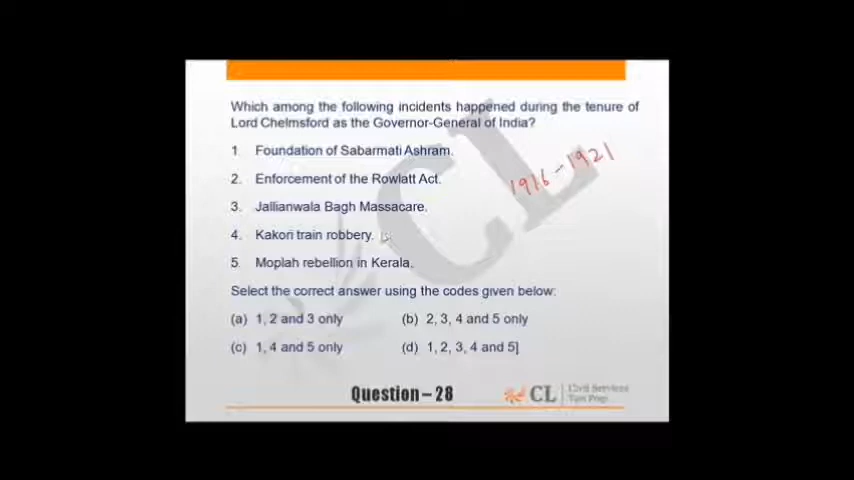 Which among the following incidents happened during the tenure of
Lord Chelmsford as the Governor-General of India?
1. Foundation of Sabarmati Ashram.
2. Enforcement of the Rowlatt Act.
1916-1921
3. Jallianwala Bagh Massacare.
4. Kakori train robbery.
5. Moplah rebellion in Kerala.
Select the correct answer using the codes given below:
(a) 1, 2 and 3 only (b) 2, 3, 4 and 5 only
(c) 1, 4 and 5 only (d) 1, 2, 3, 4 and 5]
Question – 28
CL Civil Services
Test Prep
CL